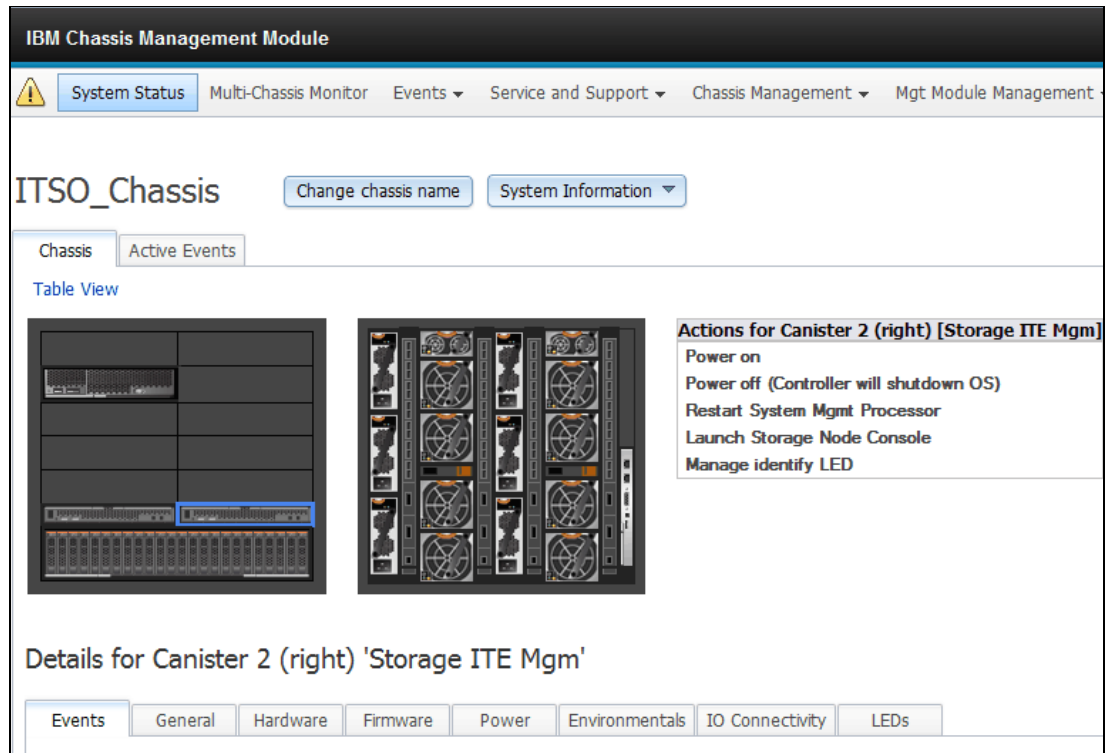 IBM Chassis Management Module
System Status Multi-Chassis Monitor Events Service and Support Chassis Management Mgt Module Management
ITSO_Chassis Change chassis name System Information
Chassis Active Events
Table View
Actions for Canister 2 (right) [Storage ITE Mgm]
Power on
Power off (Controller will shutdown OS)
Restart System Mgmt Processor
Launch Storage Node Console
Manage identify LED
Details for Canister 2 (right) 'Storage ITE Mgm'
Events General Hardware Firmware Power Environmentals IO Connectivity LEDs